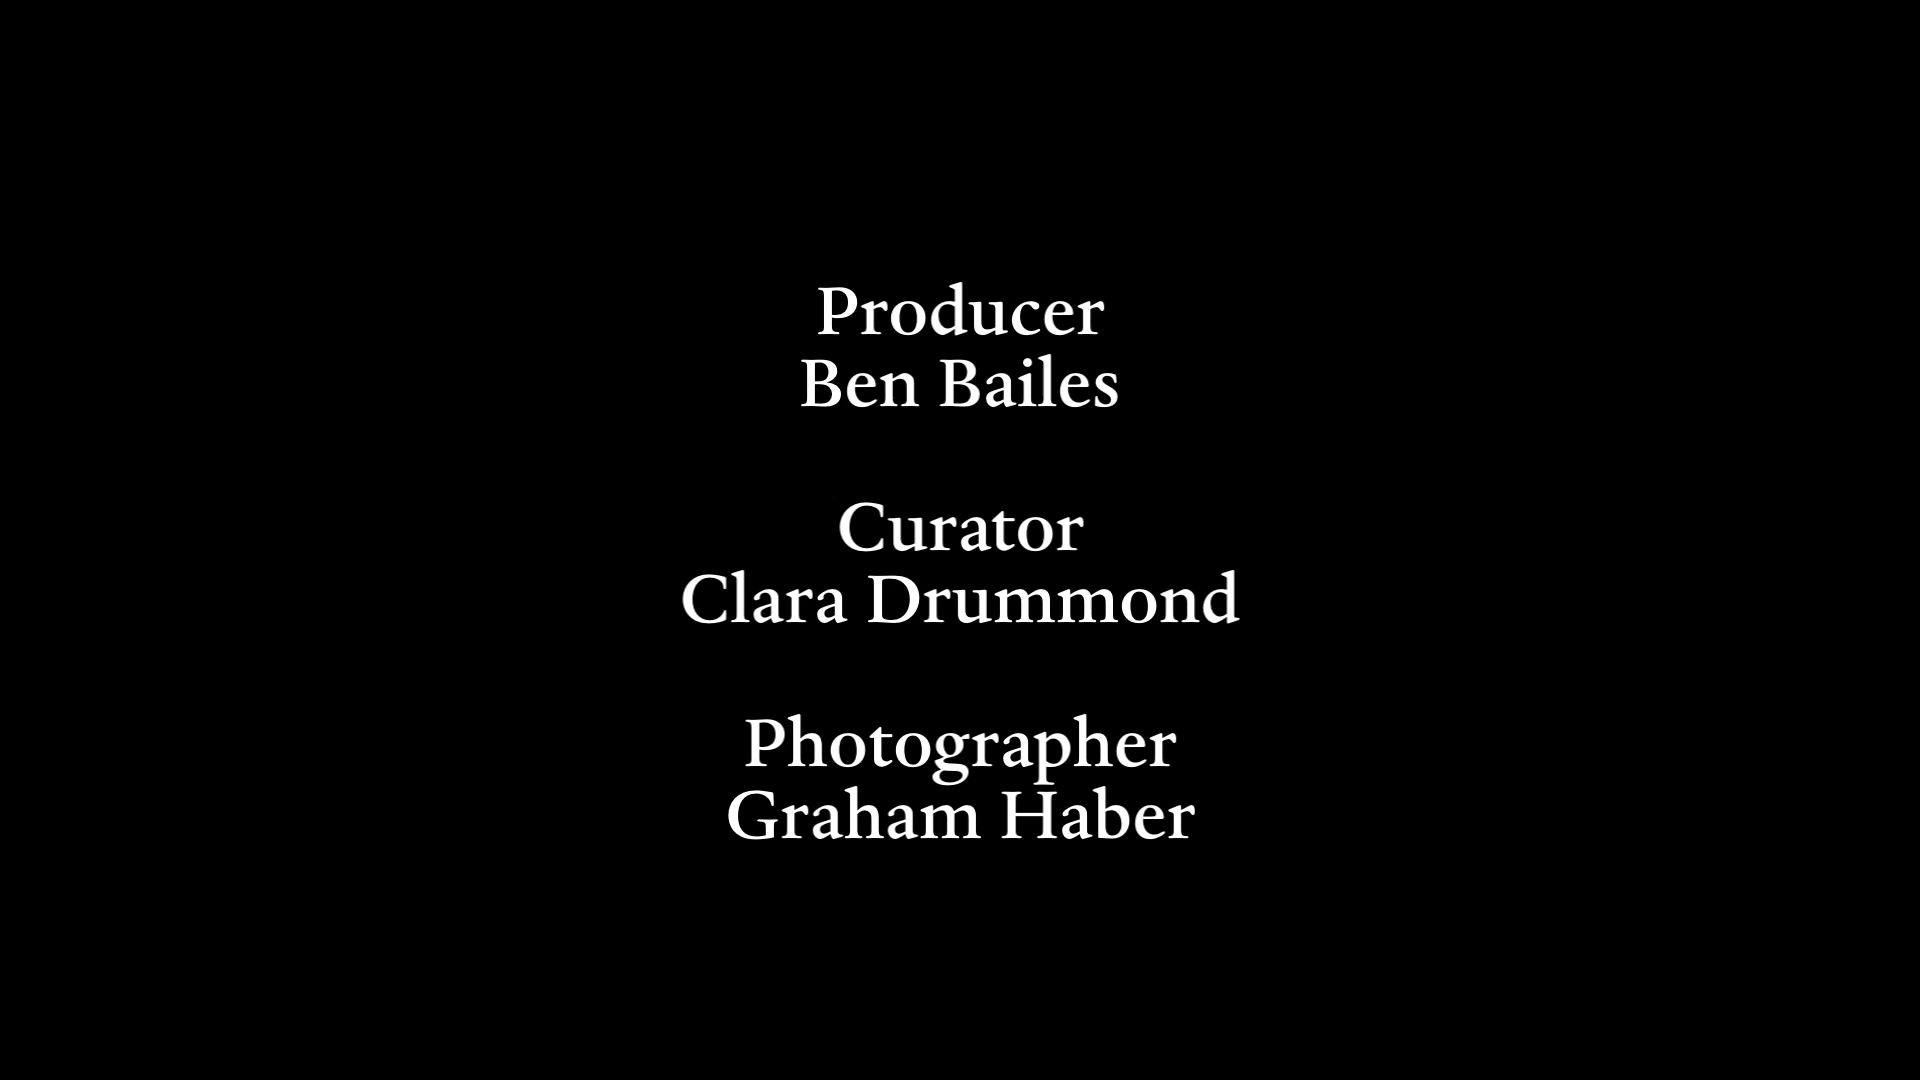 Producer
Ben Bailes
Curator
Clara Drummond
Photographer
Graham Haber